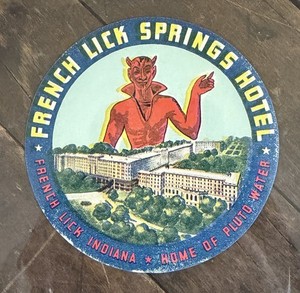 ★ FRENCH LICK SPRINGS HOTEL ★
FRENCH LICK INDIANA ★ HOME OF PLUTO WATER